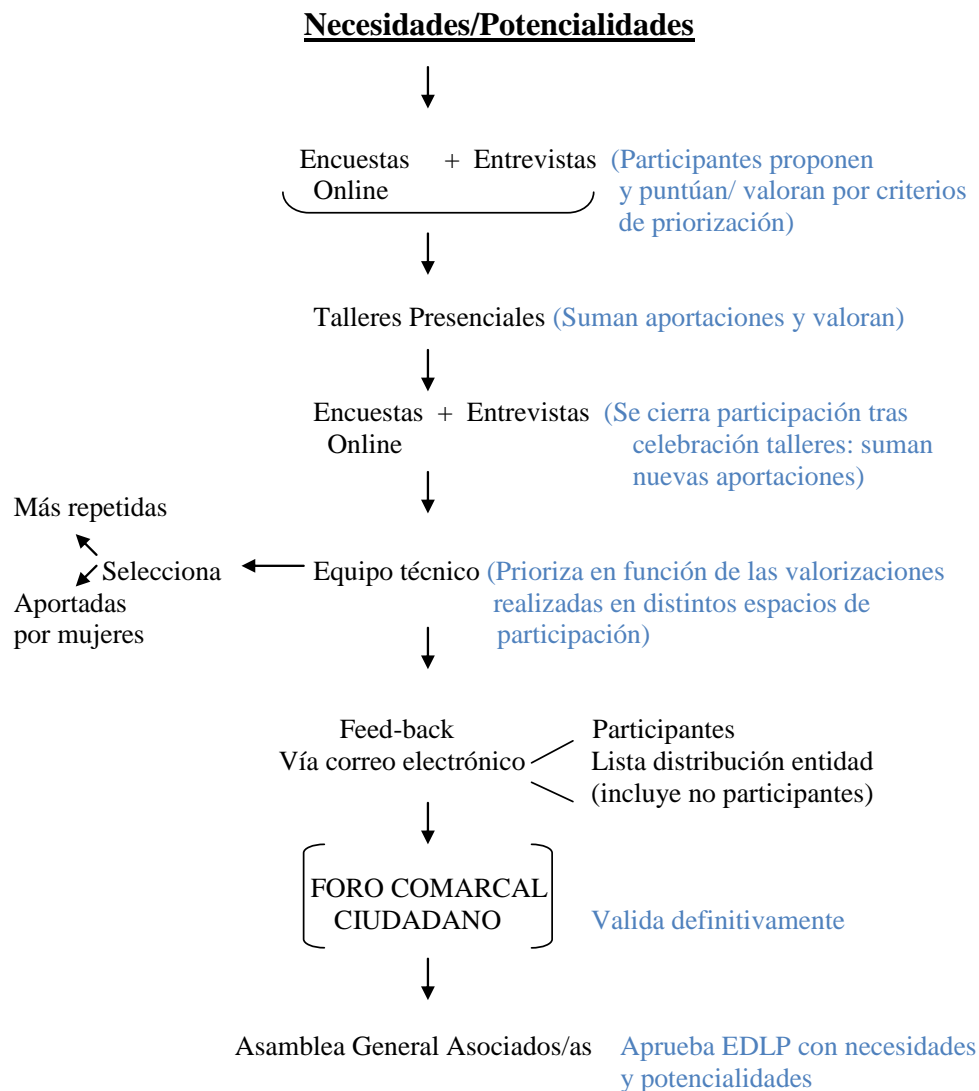 Necesidades/Potencialidades
Encuestas + Entrevistas (Participantes proponen
Online y puntúan/ valoran por criterios
de priorización)
Talleres Presenciales (Suman aportaciones y valoran)
Encuestas + Entrevistas (Se cierra participación tras
Online celebración talleres: suman
nuevas aportaciones)
Más repetidas
Selecciona Equipo técnico (Prioriza en función de las valorizaciones
Aportadas realizadas en distintos espacios de
por mujeres participación)
Feed-back Participantes
Vía correo electrónico Lista distribución entidad
(incluye no participantes)
FORO COMARCAL
CIUDADANO Valida definitivamente
Asamblea General Asociados/as Aprueba EDLP con necesidades
y potencialidades